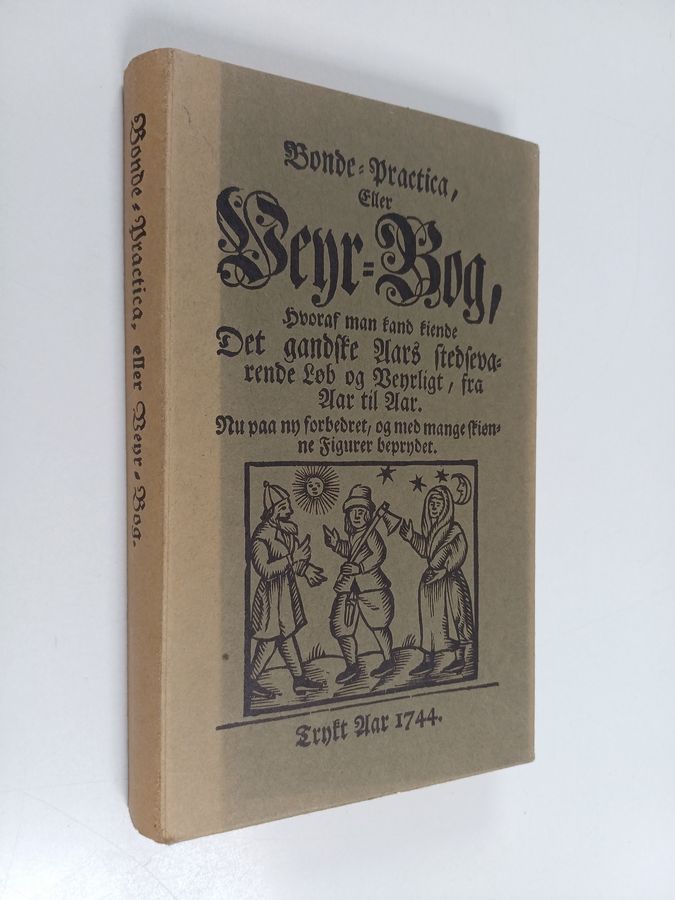 Bonde-Practica, eller Veyr-Bog.
Bonde-Practica,
Eller
Veyr-Bog,
Hvoraf man kand kiende
Det gandske Aars stedseva-
rende Løb og Veyrligt, fra
Aar til Aar.
Nu paa ny forbedret, og med mange skiøn-
ne Figurer beprydet.
Trykt Aar 1744.